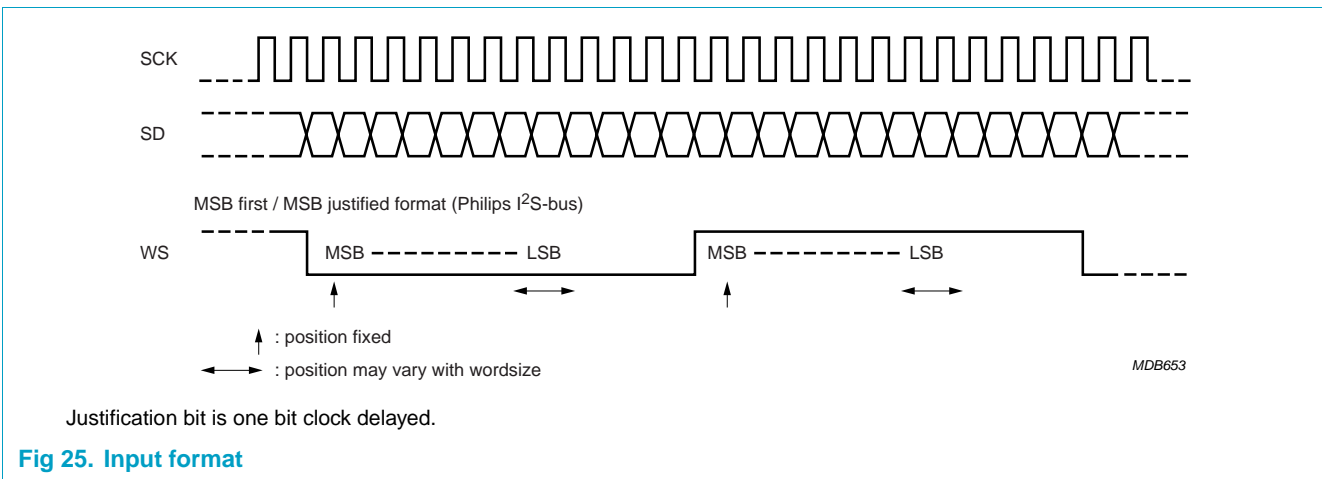 SCK
SD
MSB first / MSB justified format (Philips I²S-bus)
WS
MSB LSB MSB LSB
: position fixed
: position may vary with wordsize
MDB653
Justification bit is one bit clock delayed.
Fig 25. Input format